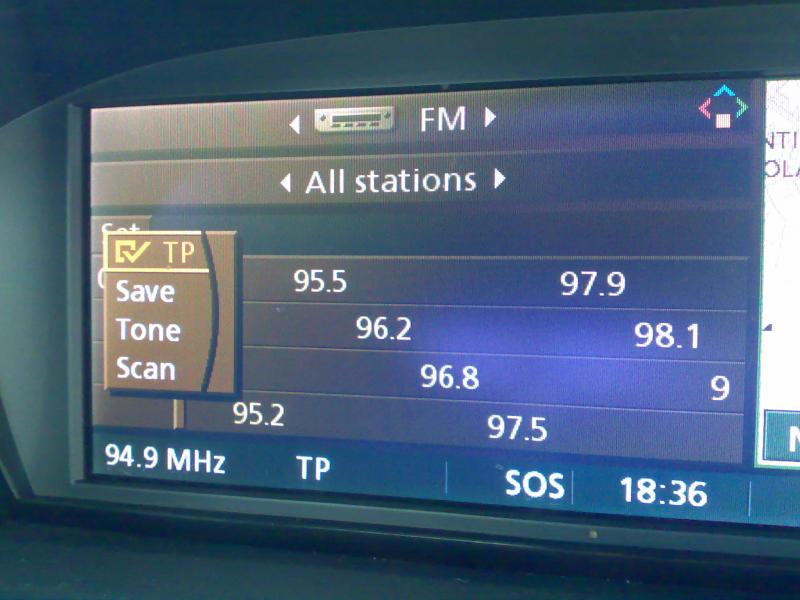 FM
All stations
Set
TP
Save
Tone
Scan
95.5 97.9
96.2 98.1
96.8 9
95.2 97.5
94.9 MHz TP SOS 18:36